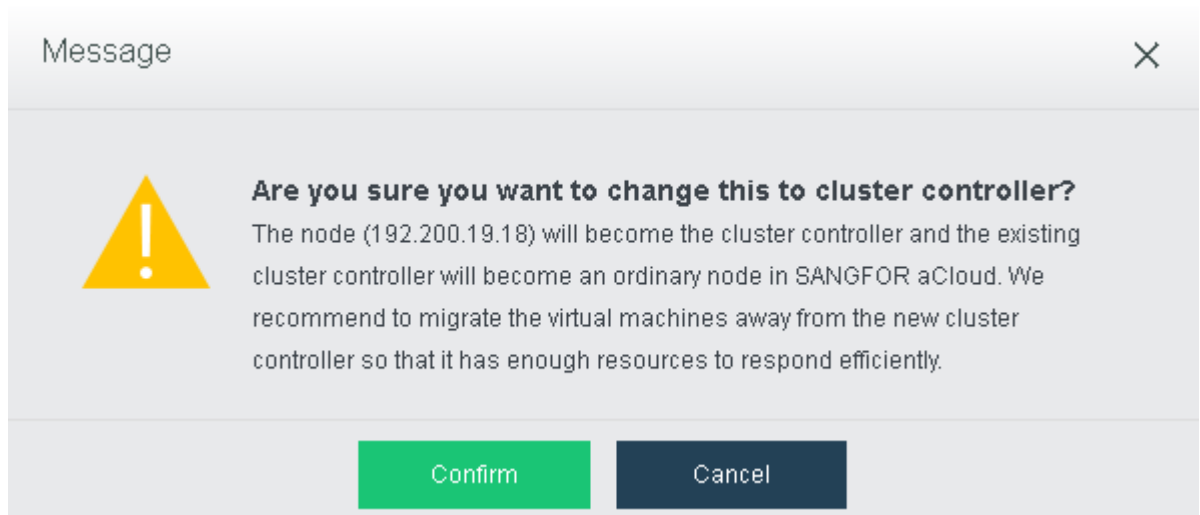 Message
Are you sure you want to change this to cluster controller?
The node (192.200.19.18) will become the cluster controller and the existing
cluster controller will become an ordinary node in SANGFOR aCloud. We
recommend to migrate the virtual machines away from the new cluster
controller so that it has enough resources to respond efficiently.
Confirm
Cancel